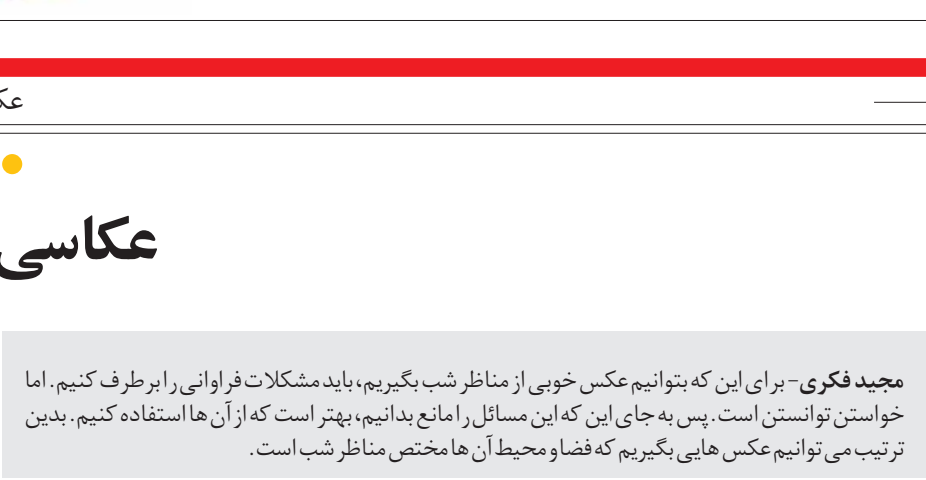 عکاسی
مجید فکری- برای این که بتوانیم عکس خوبی از مناظر شب بگیریم، باید مشکلات فراوانی را برطرف کنیم. اما
خواستن توانستن است. پس به جای این که این مسائل را مانع بدانیم، بهتر است که از آن ها استفاده کنیم. بدین
ترتیب می توانیم عکس هایی بگیریم که فضا و محیط آن ها مختص مناظر شب است.